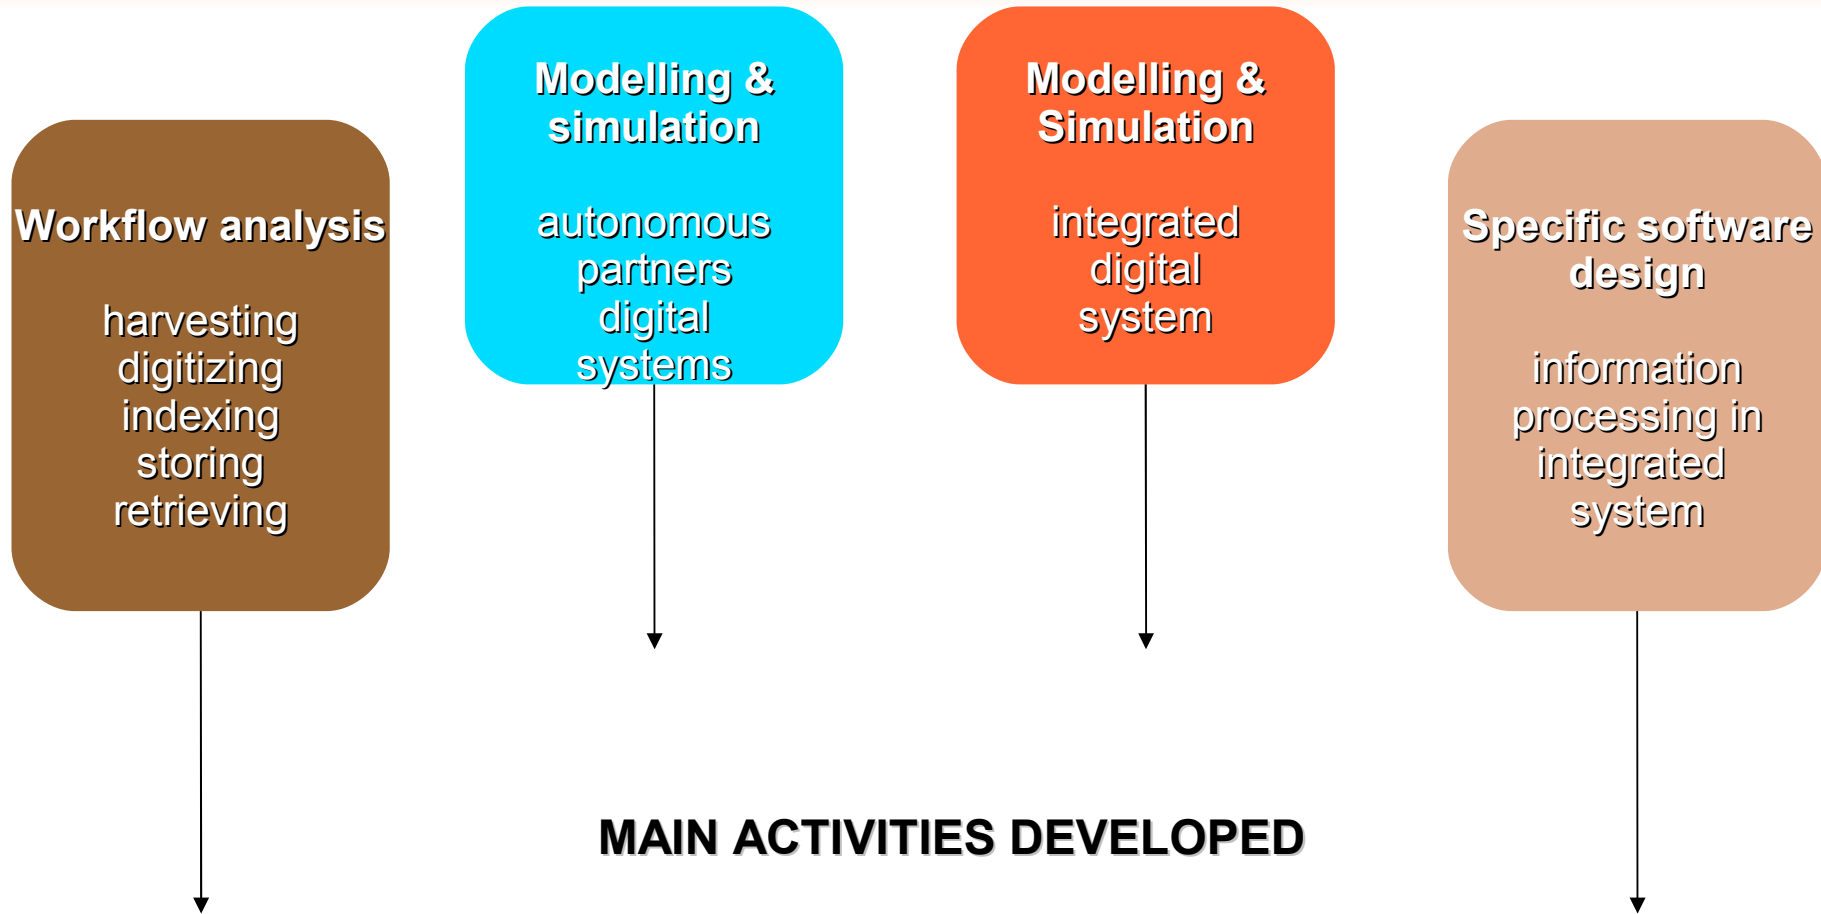 Workflow analysis
harvesting
digitizing
indexing
storing
retrieving
Modelling &
simulation
autonomous
partners
digital
systems
Modelling &
Simulation
integrated
digital
system
Specific software
design
information
processing in
integrated
system
MAIN ACTIVITIES DEVELOPED